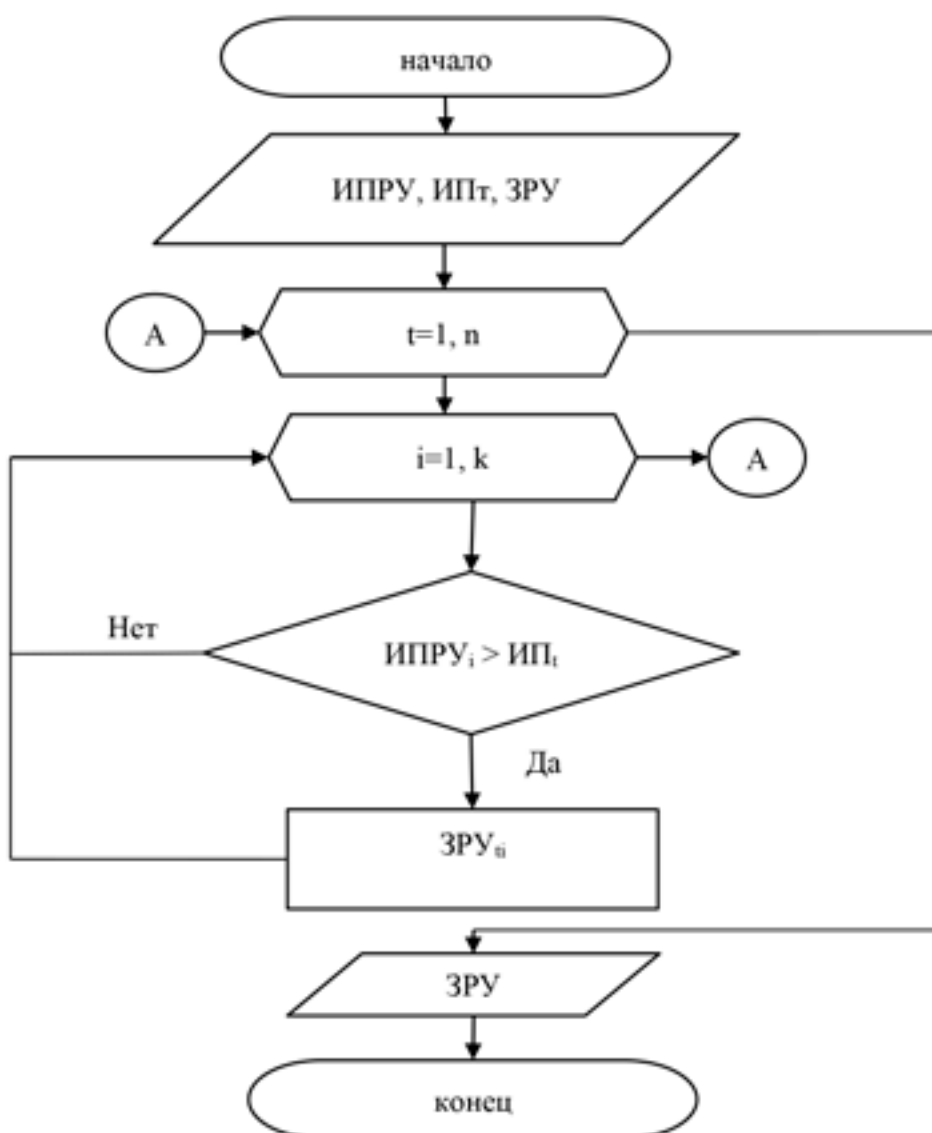 начало
ИПРУ, ИПт, ЗРУ
А
t=1, n
i=1, k
А
Нет
ИПРУᵢ > ИПₜ
Да
ЗРУₜᵢ
ЗРУ
конец